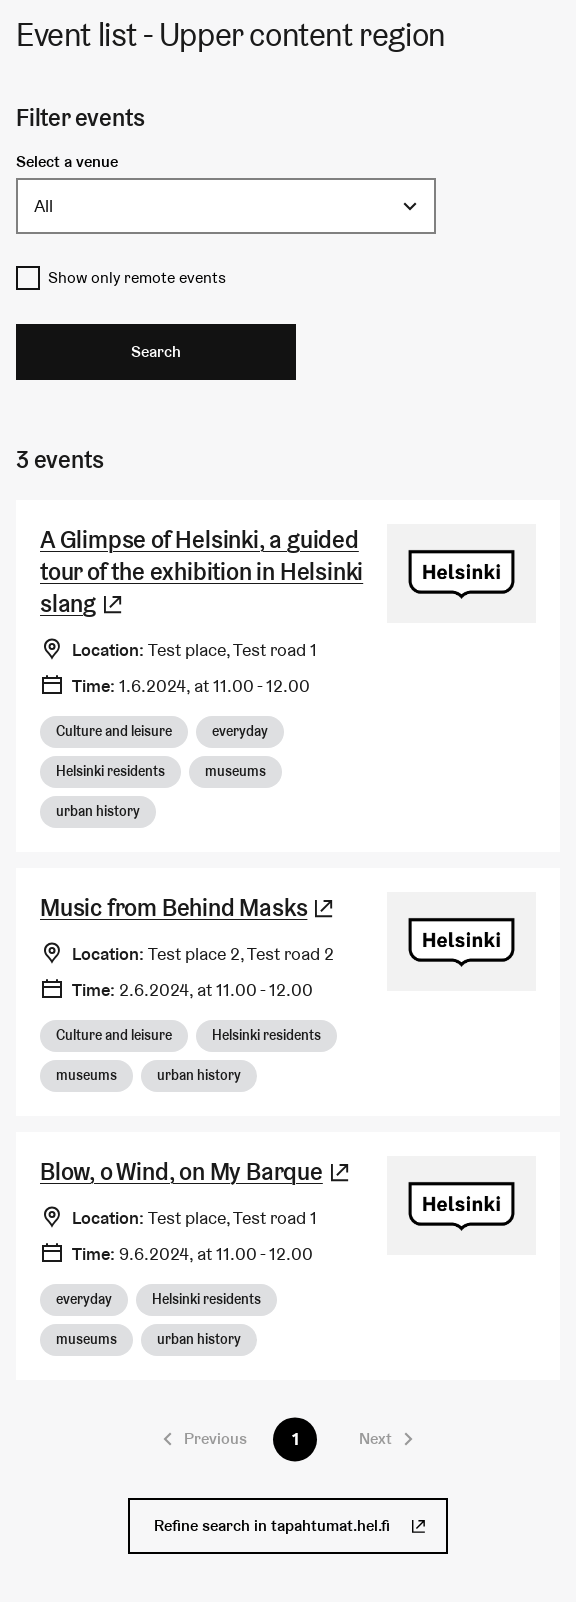 Event list - Upper content region
Filter events
Select a venue
All
Show only remote events
Search
3 events
A Glimpse of Helsinki, a guided
tour of the exhibition in Helsinki
slang
Helsinki
Location: Test place, Test road 1
Time: 1.6.2024, at 11.00 - 12.00
Culture and leisure
everyday
Helsinki residents
museums
urban history
Music from Behind Masks
Helsinki
Location: Test place 2, Test road 2
Time: 2.6.2024, at 11.00 - 12.00
Culture and leisure
Helsinki residents
museums
urban history
Blow, o Wind, on My Barque
Helsinki
Location: Test place, Test road 1
Time: 9.6.2024, at 11.00 - 12.00
everyday
Helsinki residents
museums
urban history
Previous
1
Next
Refine search in tapahtumat.hel.fi